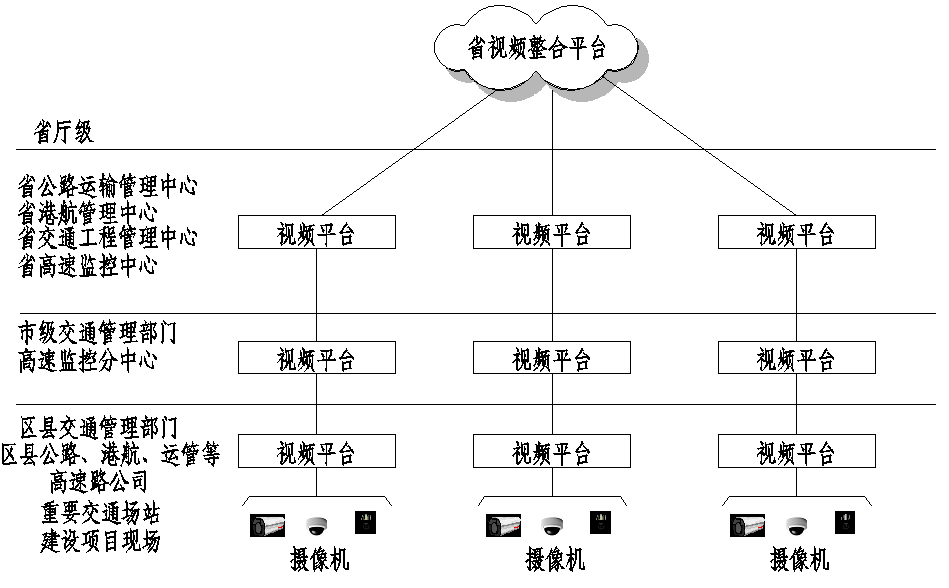 省视频整合平台
省厅级
省公路运输管理中心
省港航管理中心
省交通工程管理中心
省高速监控中心
视频平台
视频平台
视频平台
市级交通管理部门
高速监控分中心
视频平台
视频平台
视频平台
区县交通管理部门
区县公路、港航、运管等
高速路公司
重要交通场站
建设项目现场
视频平台
视频平台
视频平台
摄像机
摄像机
摄像机